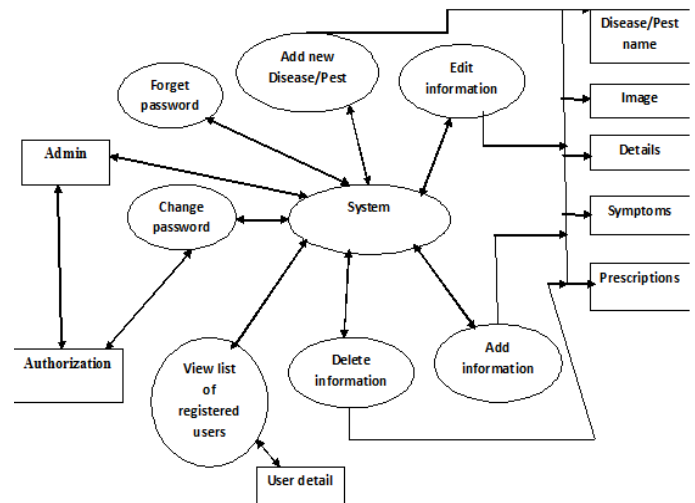 Disease/Pest
name
Add new
Disease/Pest
Edit
information
Forget
password
Image
Admin
Details
Change
password
System
Symptoms
Prescriptions
Authorization
View list
of
registered
users
Delete
information
Add
information
User detail